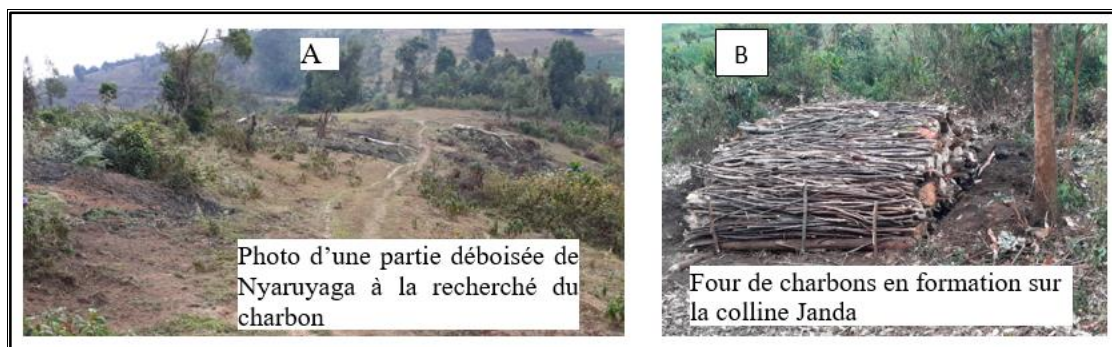 A
Photo d’une partie déboisée de
Nyaruyaga à la recherché du
charbon
B
Four de charbons en formation sur
la colline Janda